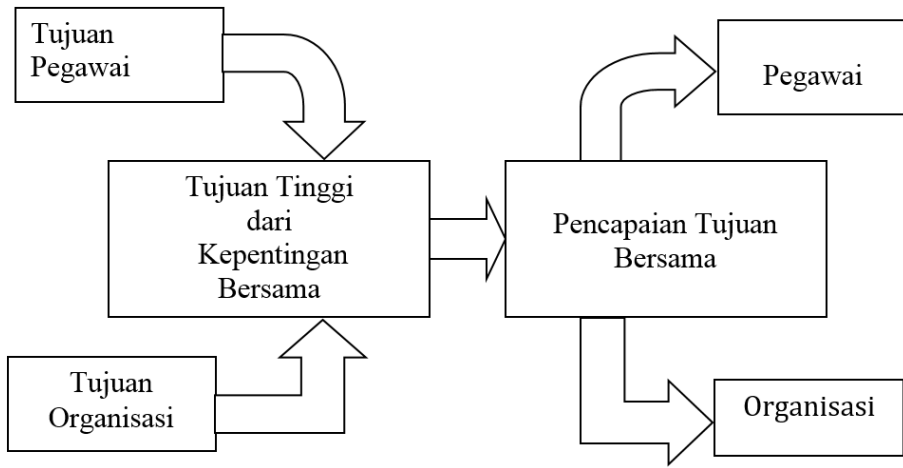 Tujuan
Pegawai
Pegawai
Tujuan Tinggi
dari
Kepentingan
Bersama
Pencapaian Tujuan
Bersama
Tujuan
Organisasi
Organisasi